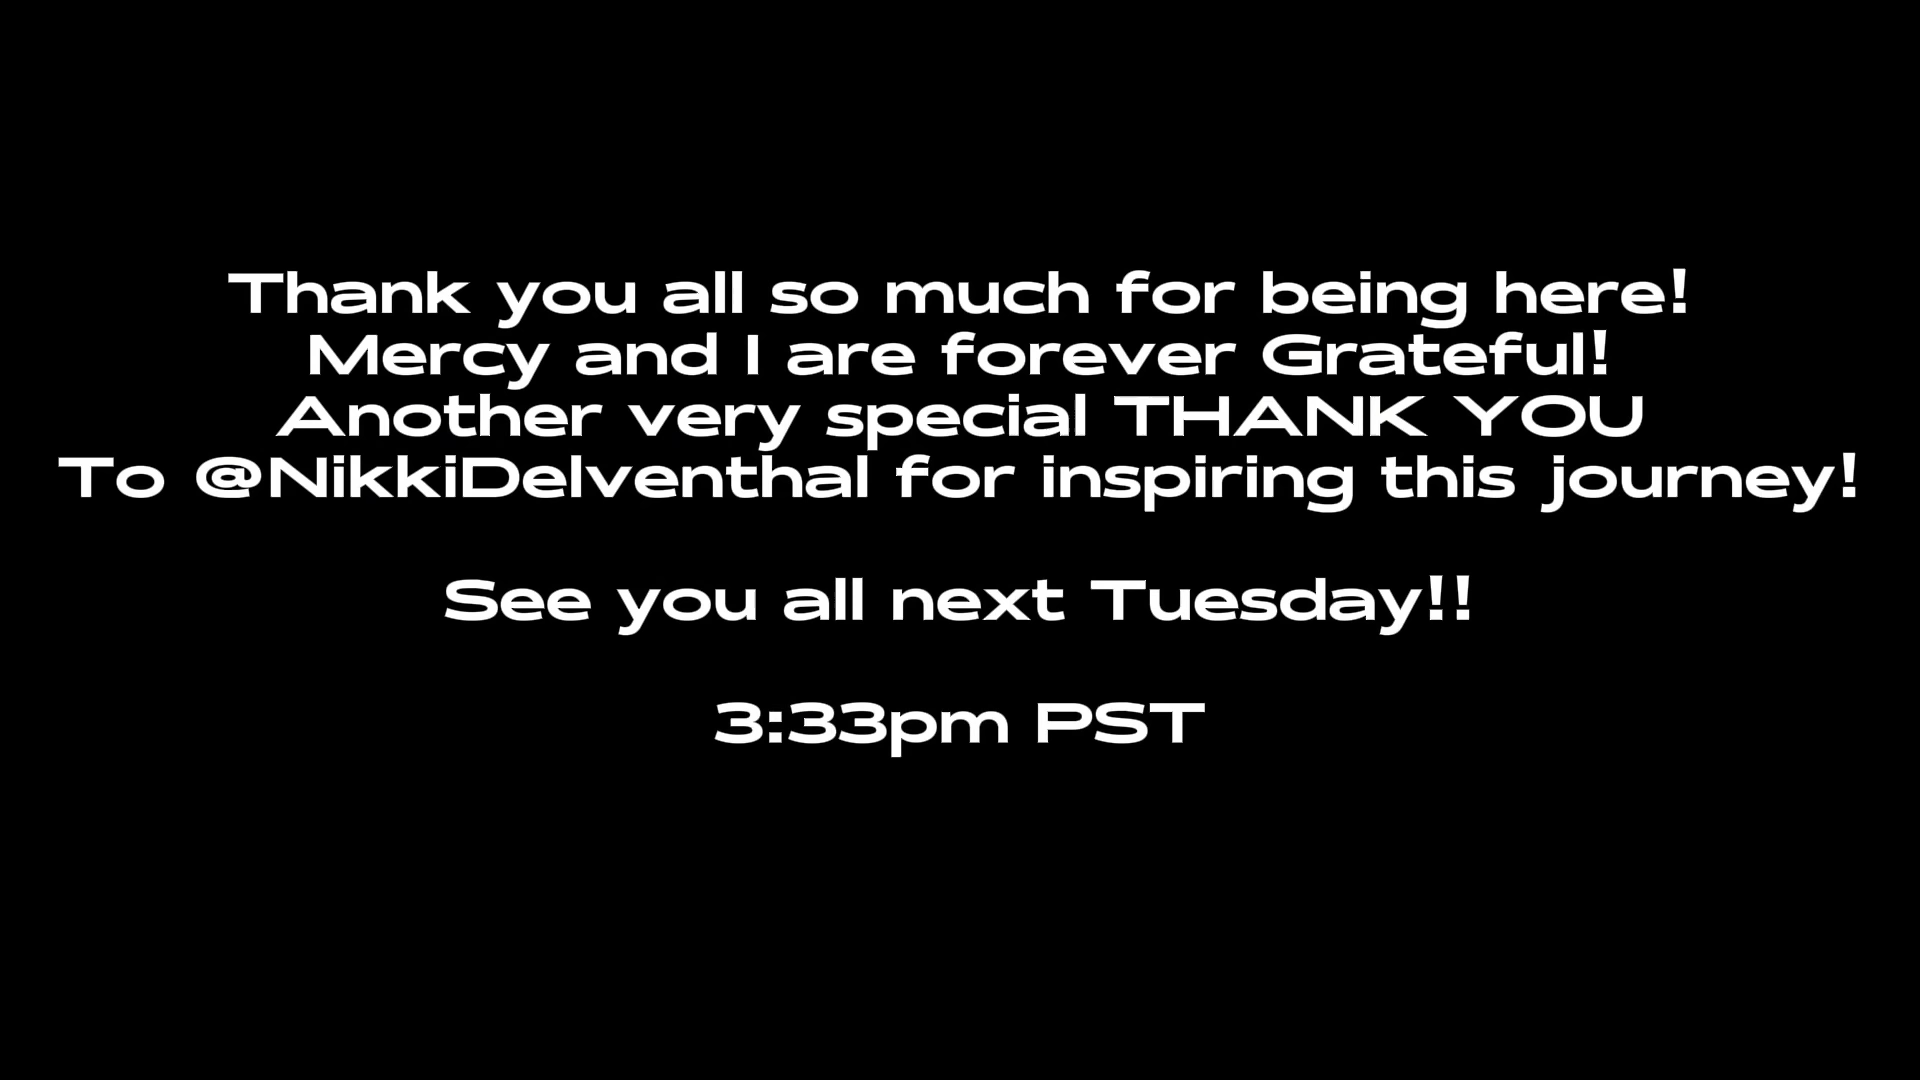 Thank you all so much for being here!
Mercy and I are forever Grateful!
Another very special THANK YOU
To @NikkiDelventhal for inspiring this journey!
See you all next Tuesday!!
3:33pm PST